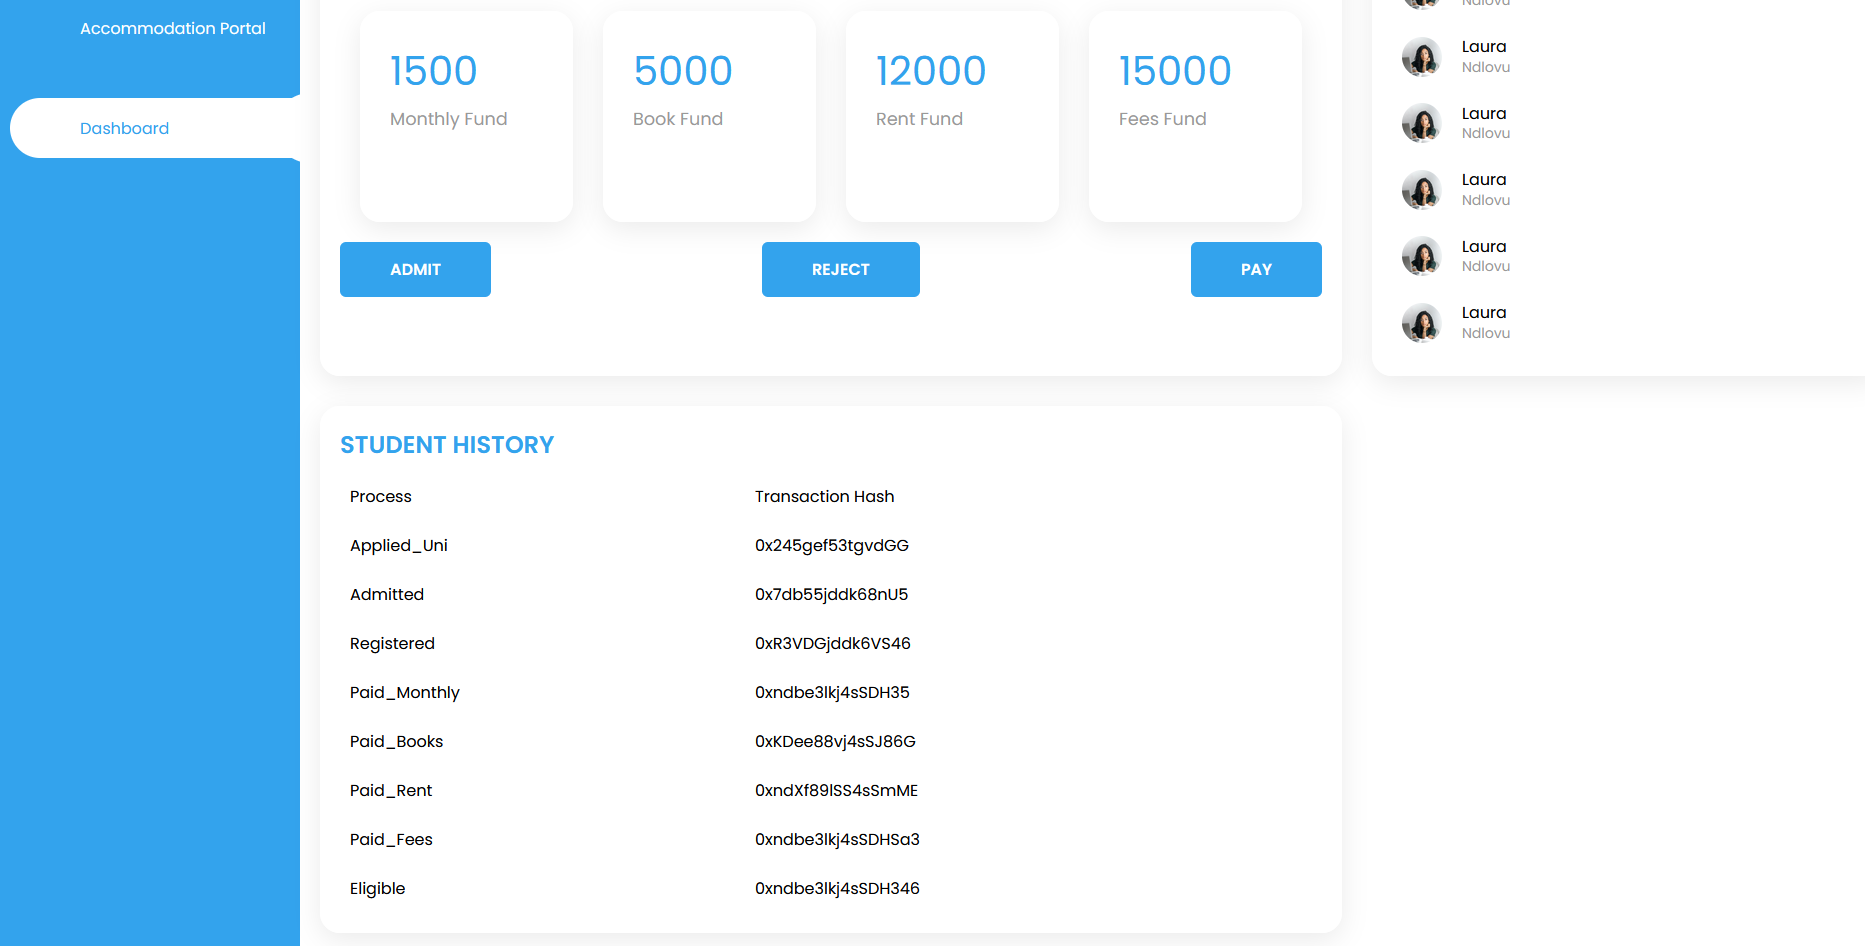 Accommodation Portal
Dashboard
1500
Monthly Fund
5000
Book Fund
12000
Rent Fund
15000
Fees Fund
ADMIT
REJECT
PAY
STUDENT HISTORY
Process Transaction Hash
Applied_Uni 0x245gef53tgvdGG
Admitted 0x7db55jddk68nU5
Registered 0xR3VDGjddk6VS46
Paid_Monthly 0xndbe3lkj4sSDH35
Paid_Books 0xKDee88vj4sSJ86G
Paid_Rent 0xndXf89lSS4sSmME
Paid_Fees 0xndbe3lkj4sSDHSa3
Eligible 0xndbe3lkj4sSDH346
Ndlovu
Laura
Ndlovu
Laura
Ndlovu
Laura
Ndlovu
Laura
Ndlovu
Laura
Ndlovu